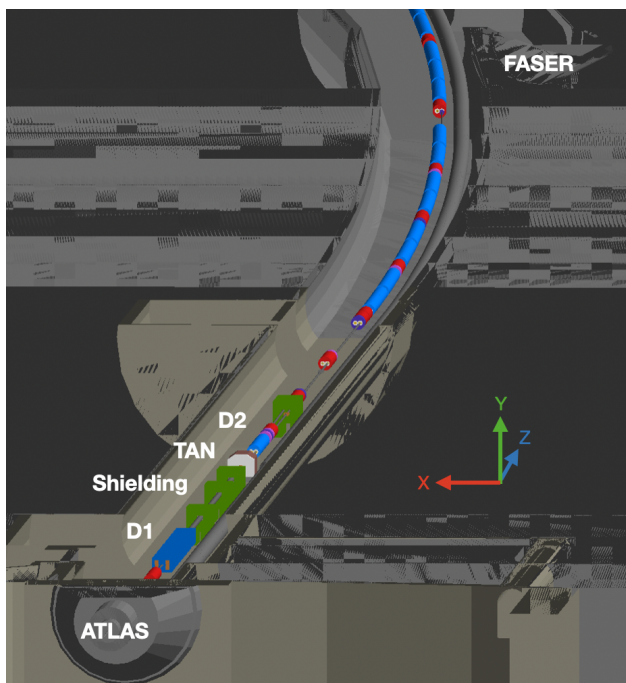 FASER
D2
TAN
Shielding
D1
ATLAS
Y
Z
X